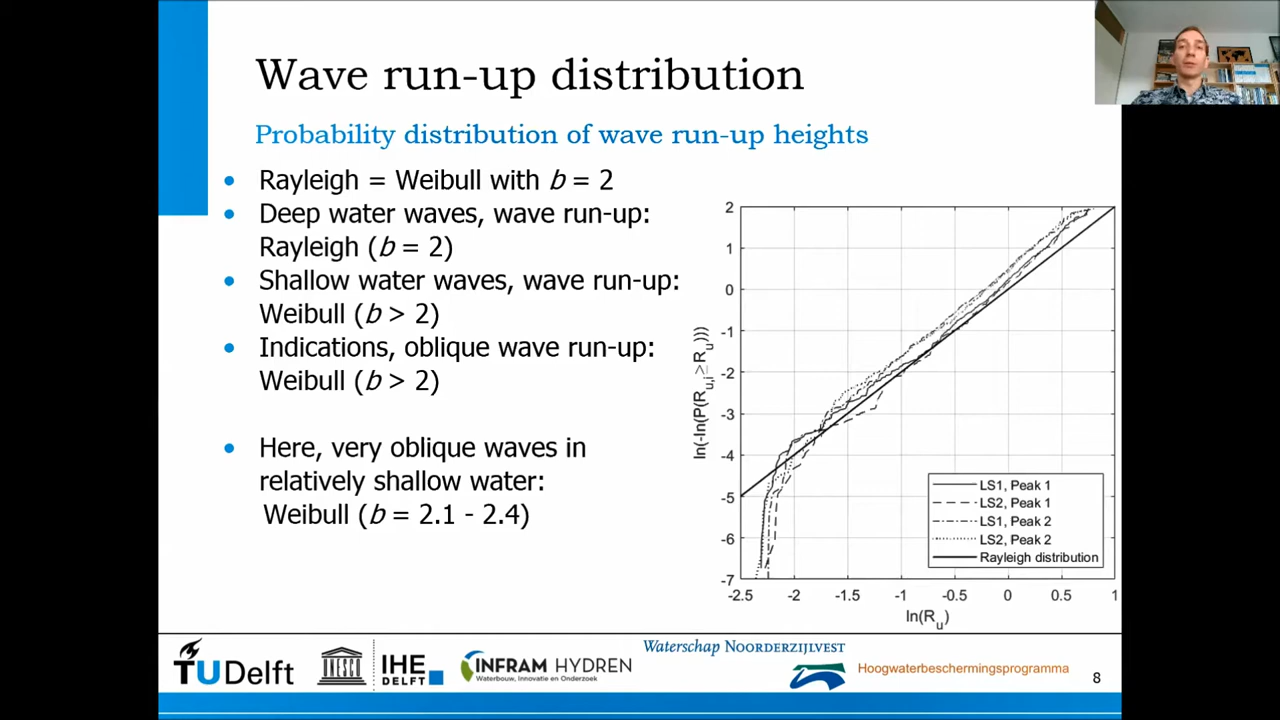 Wave run-up distribution
Probability distribution of wave run-up heights
• Rayleigh = Weibull with b = 2
• Deep water waves, wave run-up:
Rayleigh (b = 2)
• Shallow water waves, wave run-up:
Weibull (b > 2)
• Indications, oblique wave run-up:
Weibull (b > 2)
• Here, very oblique waves in
relatively shallow water:
Weibull (b = 2.1 - 2.4)
ln(-ln(P(Ru,i≥Ru)))
2
1
0
-1
-2
-3
-4
-5
-6
-7
-2.5 -2 -1.5 -1 -0.5 0 0.5 1
ln(Ru)
LS1, Peak 1
LS2, Peak 1
LS1, Peak 2
LS2, Peak 2
Rayleigh distribution
TUDelft
UNESCO
IHE
DELFT
INFRAM HYDREN
Waterbouw, Innovatie en Onderzoek
Waterschap NOORDERZIJLVEST
Hoogwaterbeschermingsprogramma
8